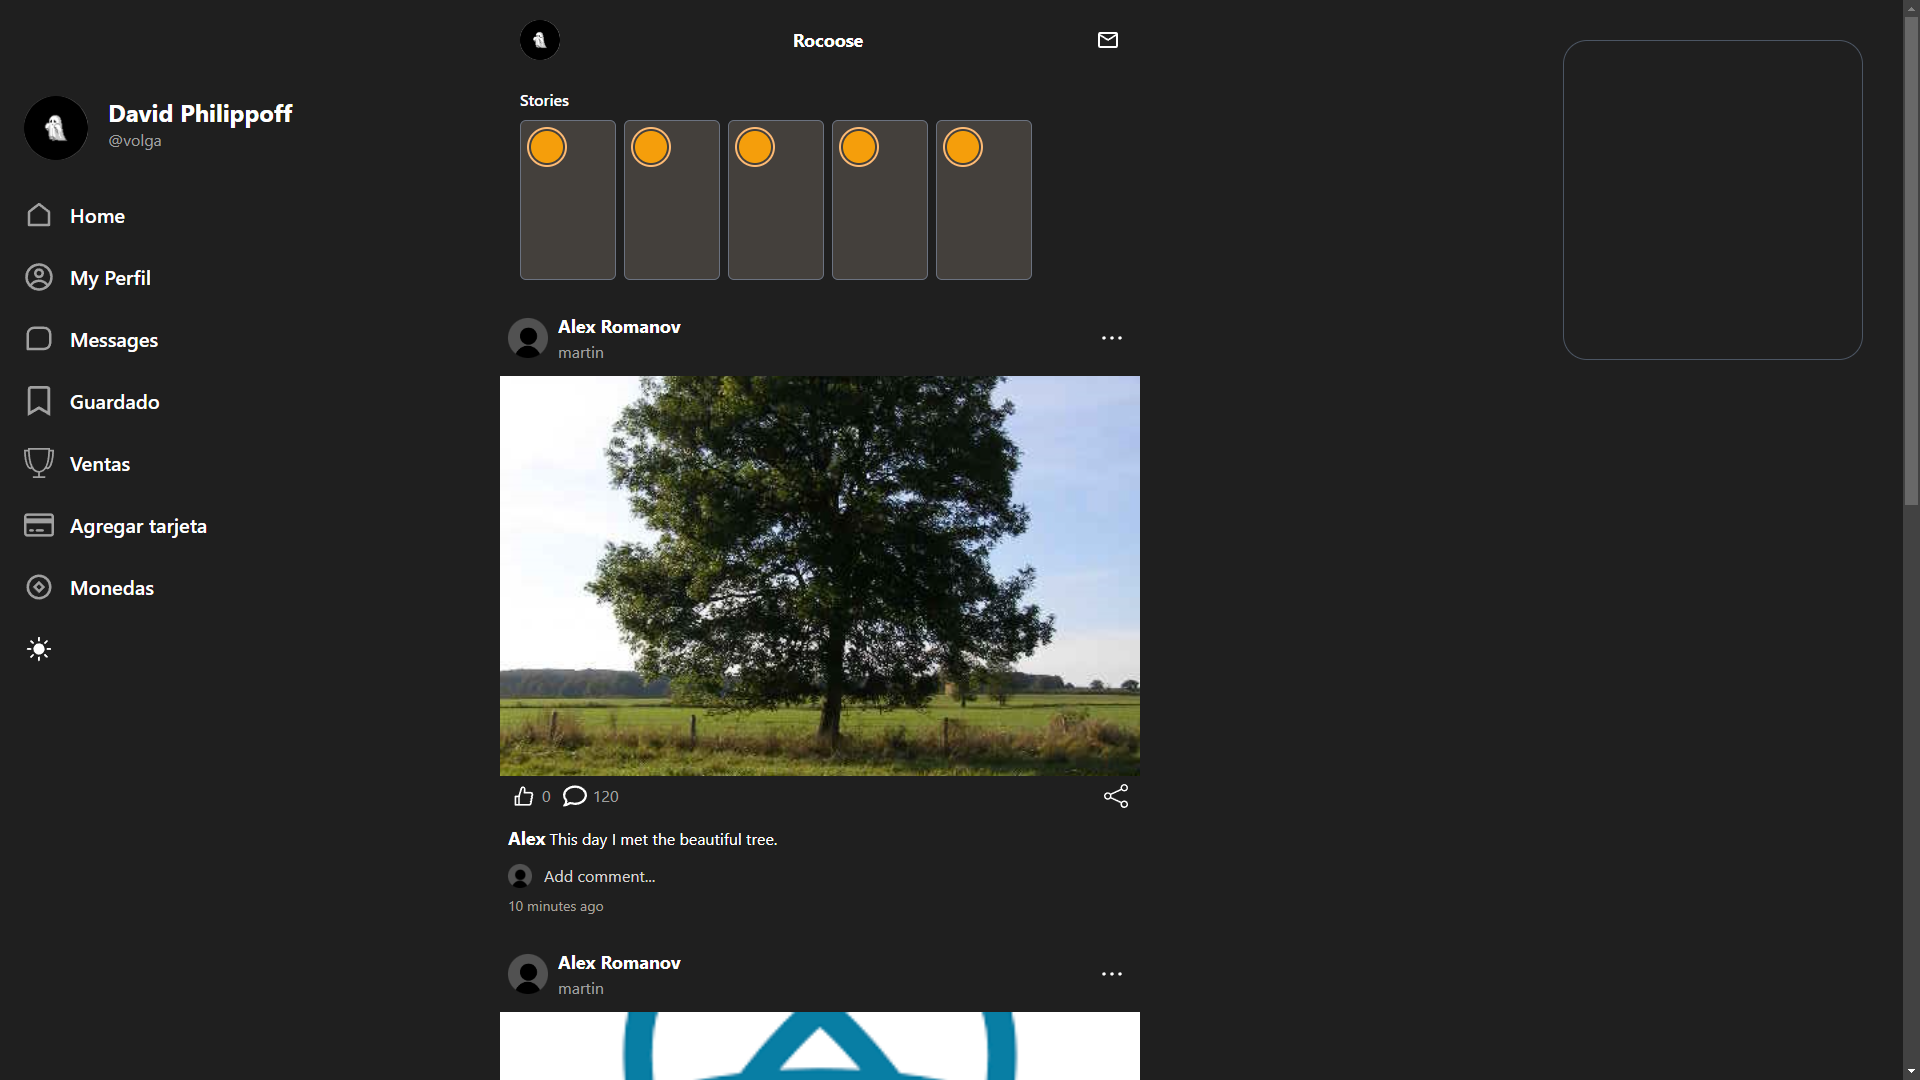 Rocoose
David Philippoff
@volga
Home
My Perfil
Messages
Guardado
Ventas
Agregar tarjeta
Monedas
Stories
Alex Romanov
martin
0 120
Alex This day I met the beautiful tree.
Add comment...
10 minutes ago
Alex Romanov
martin